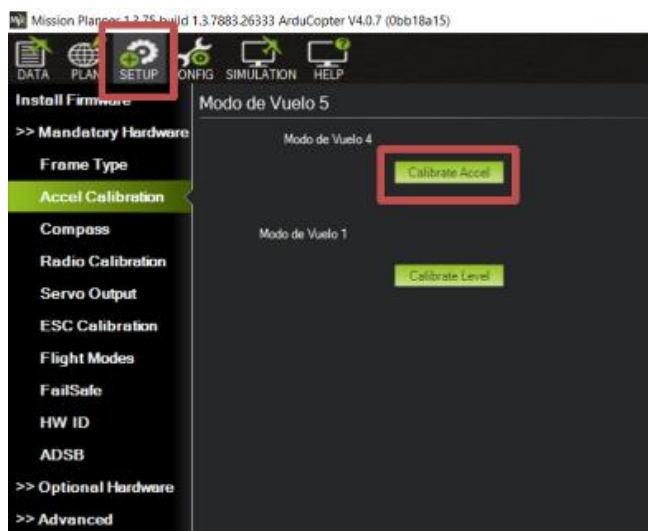 Mission Planner 1.3.75 build 1.3.7883.26333 ArduCopter V4.0.7 (0bb18a15)
DATA PLAN SETUP CONFIG SIMULATION HELP
Install Firmware
>> Mandatory Hardware
Frame Type
Accel Calibration
Compass
Radio Calibration
Servo Output
ESC Calibration
Flight Modes
FailSafe
HW ID
ADSB
>> Optional Hardware
>> Advanced
Modo de Vuelo 5
Modo de Vuelo 4
Calibrate Accel
Modo de Vuelo 1
Calibrate Level